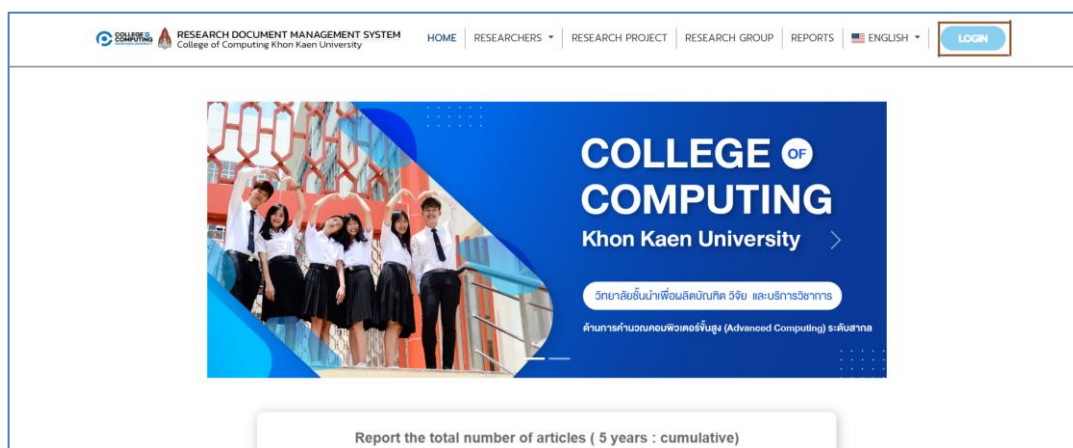 COLLEGE OF
COMPUTING
RESEARCH DOCUMENT MANAGEMENT SYSTEM
College of Computing Khon Kaen University
HOME RESEARCHERS RESEARCH PROJECT RESEARCH GROUP REPORTS ENGLISH LOGIN
COLLEGE OF
COMPUTING
Khon Kaen University
วิทยาลัยชั้นนำเพื่อผลิตบัณฑิต วิจัย และบริการวิชาการ
ด้านการคำนวณคอมพิวเตอร์ขั้นสูง (Advanced Computing) ระดับสากล
Report the total number of articles ( 5 years : cumulative)